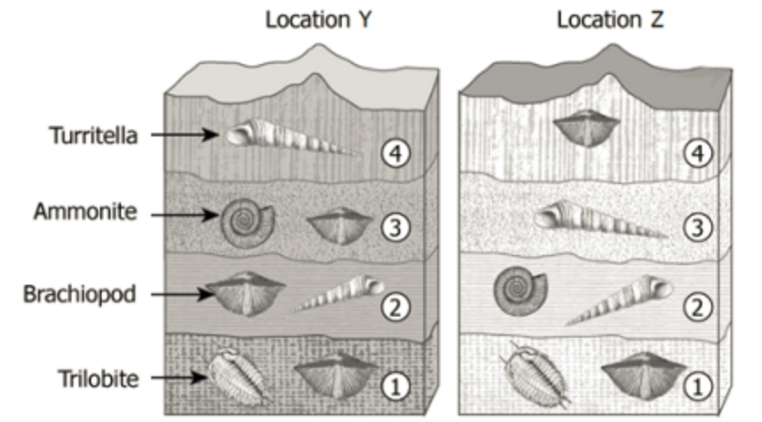 Location Y
Location Z
Turritella
4
4
Ammonite
3
3
Brachiopod
2
2
Trilobite
1
1